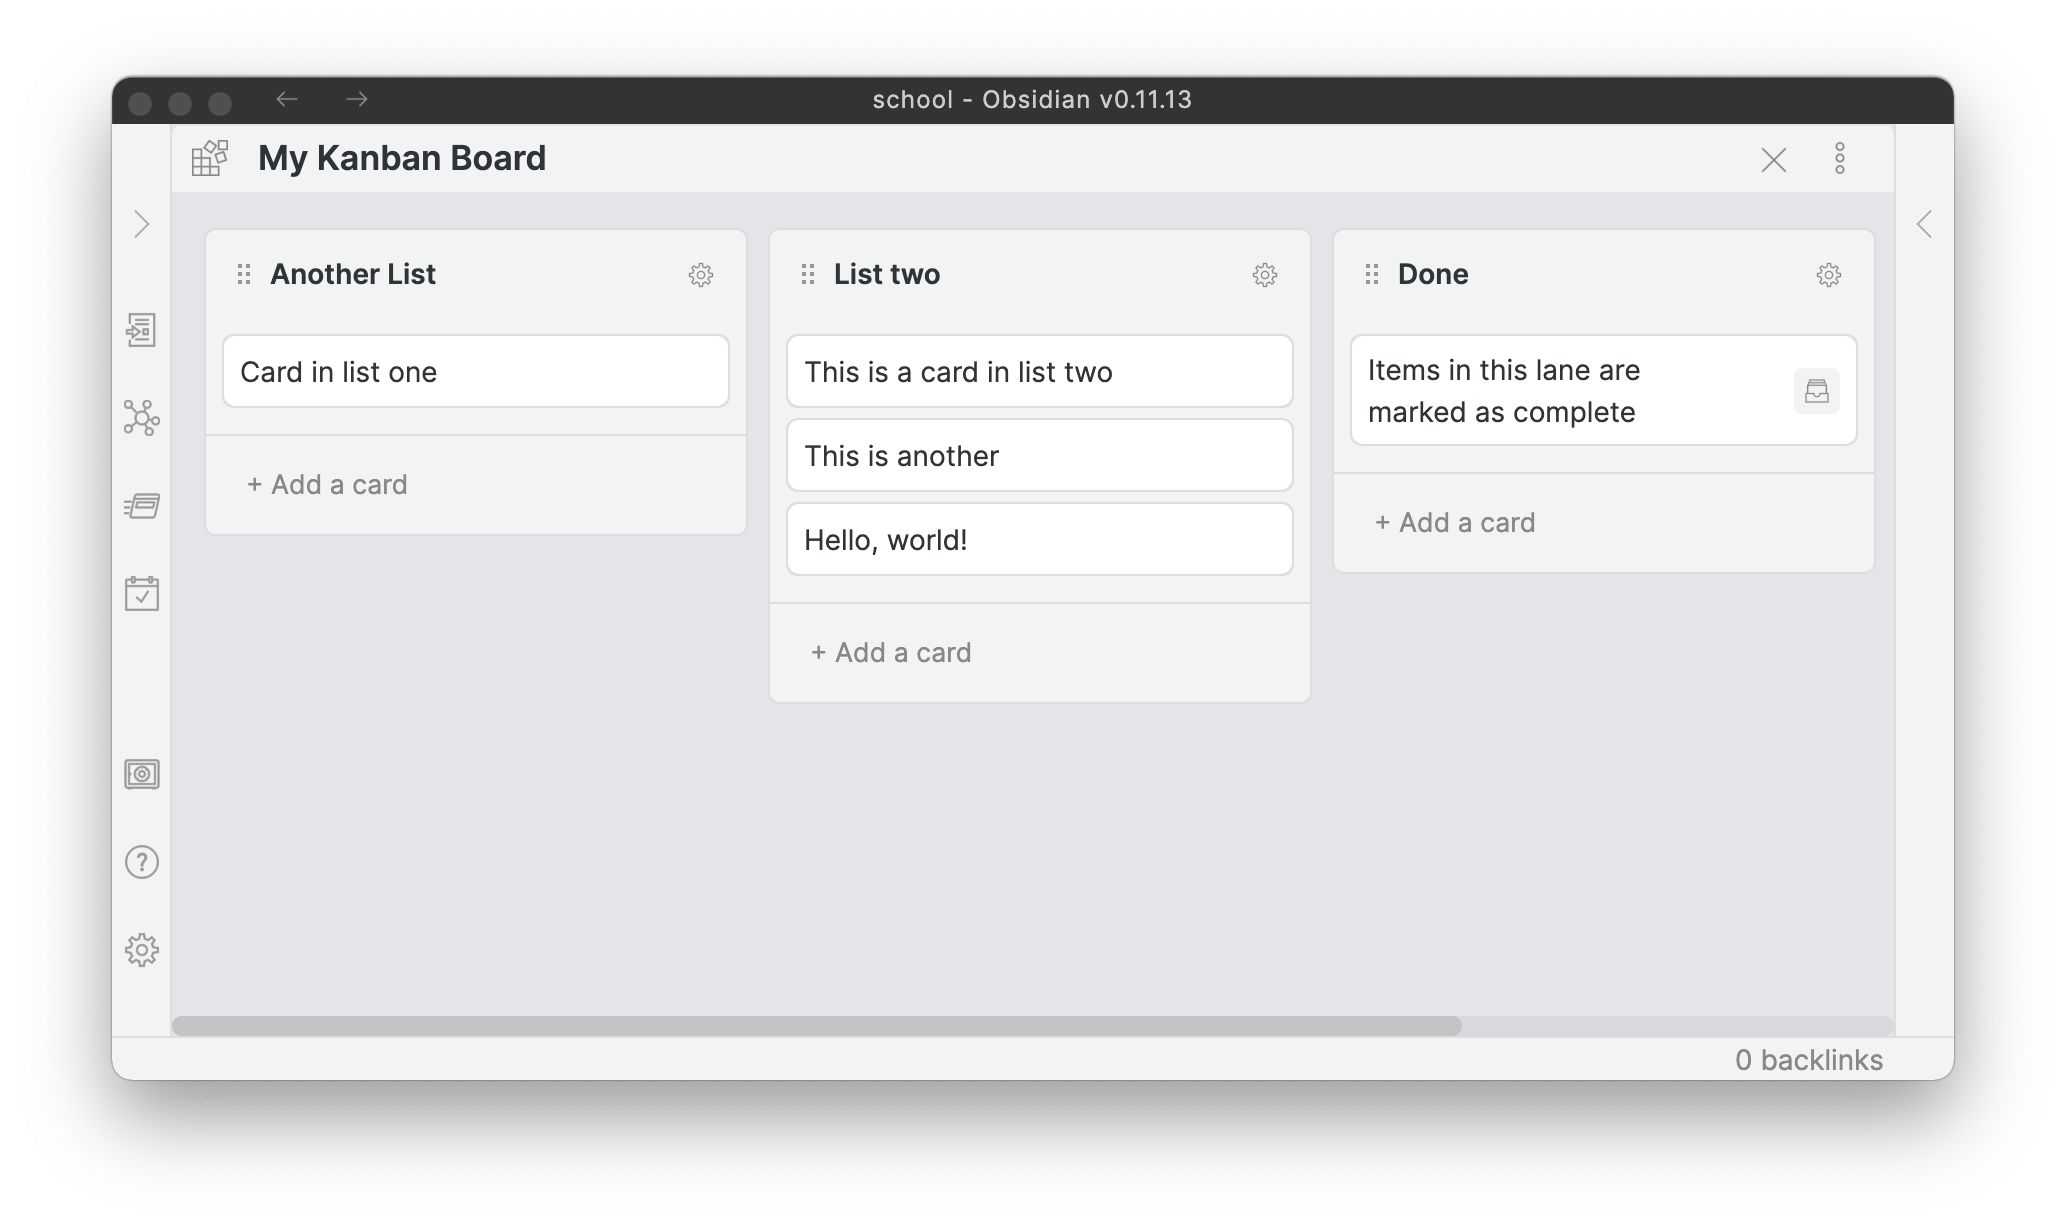 school - Obsidian v0.11.13
My Kanban Board
Another List
Card in list one
+ Add a card
List two
This is a card in list two
This is another
Hello, world!
+ Add a card
Done
Items in this lane are
marked as complete
+ Add a card
0 backlinks